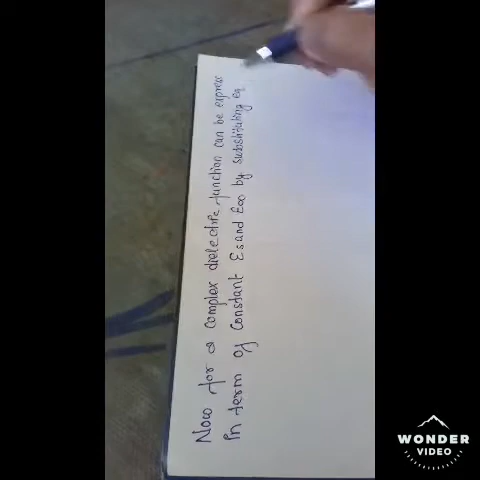 Now for a complex dielectric function can be express
In term of constant Es and E∞ by substituting eq
WONDER
VIDEO